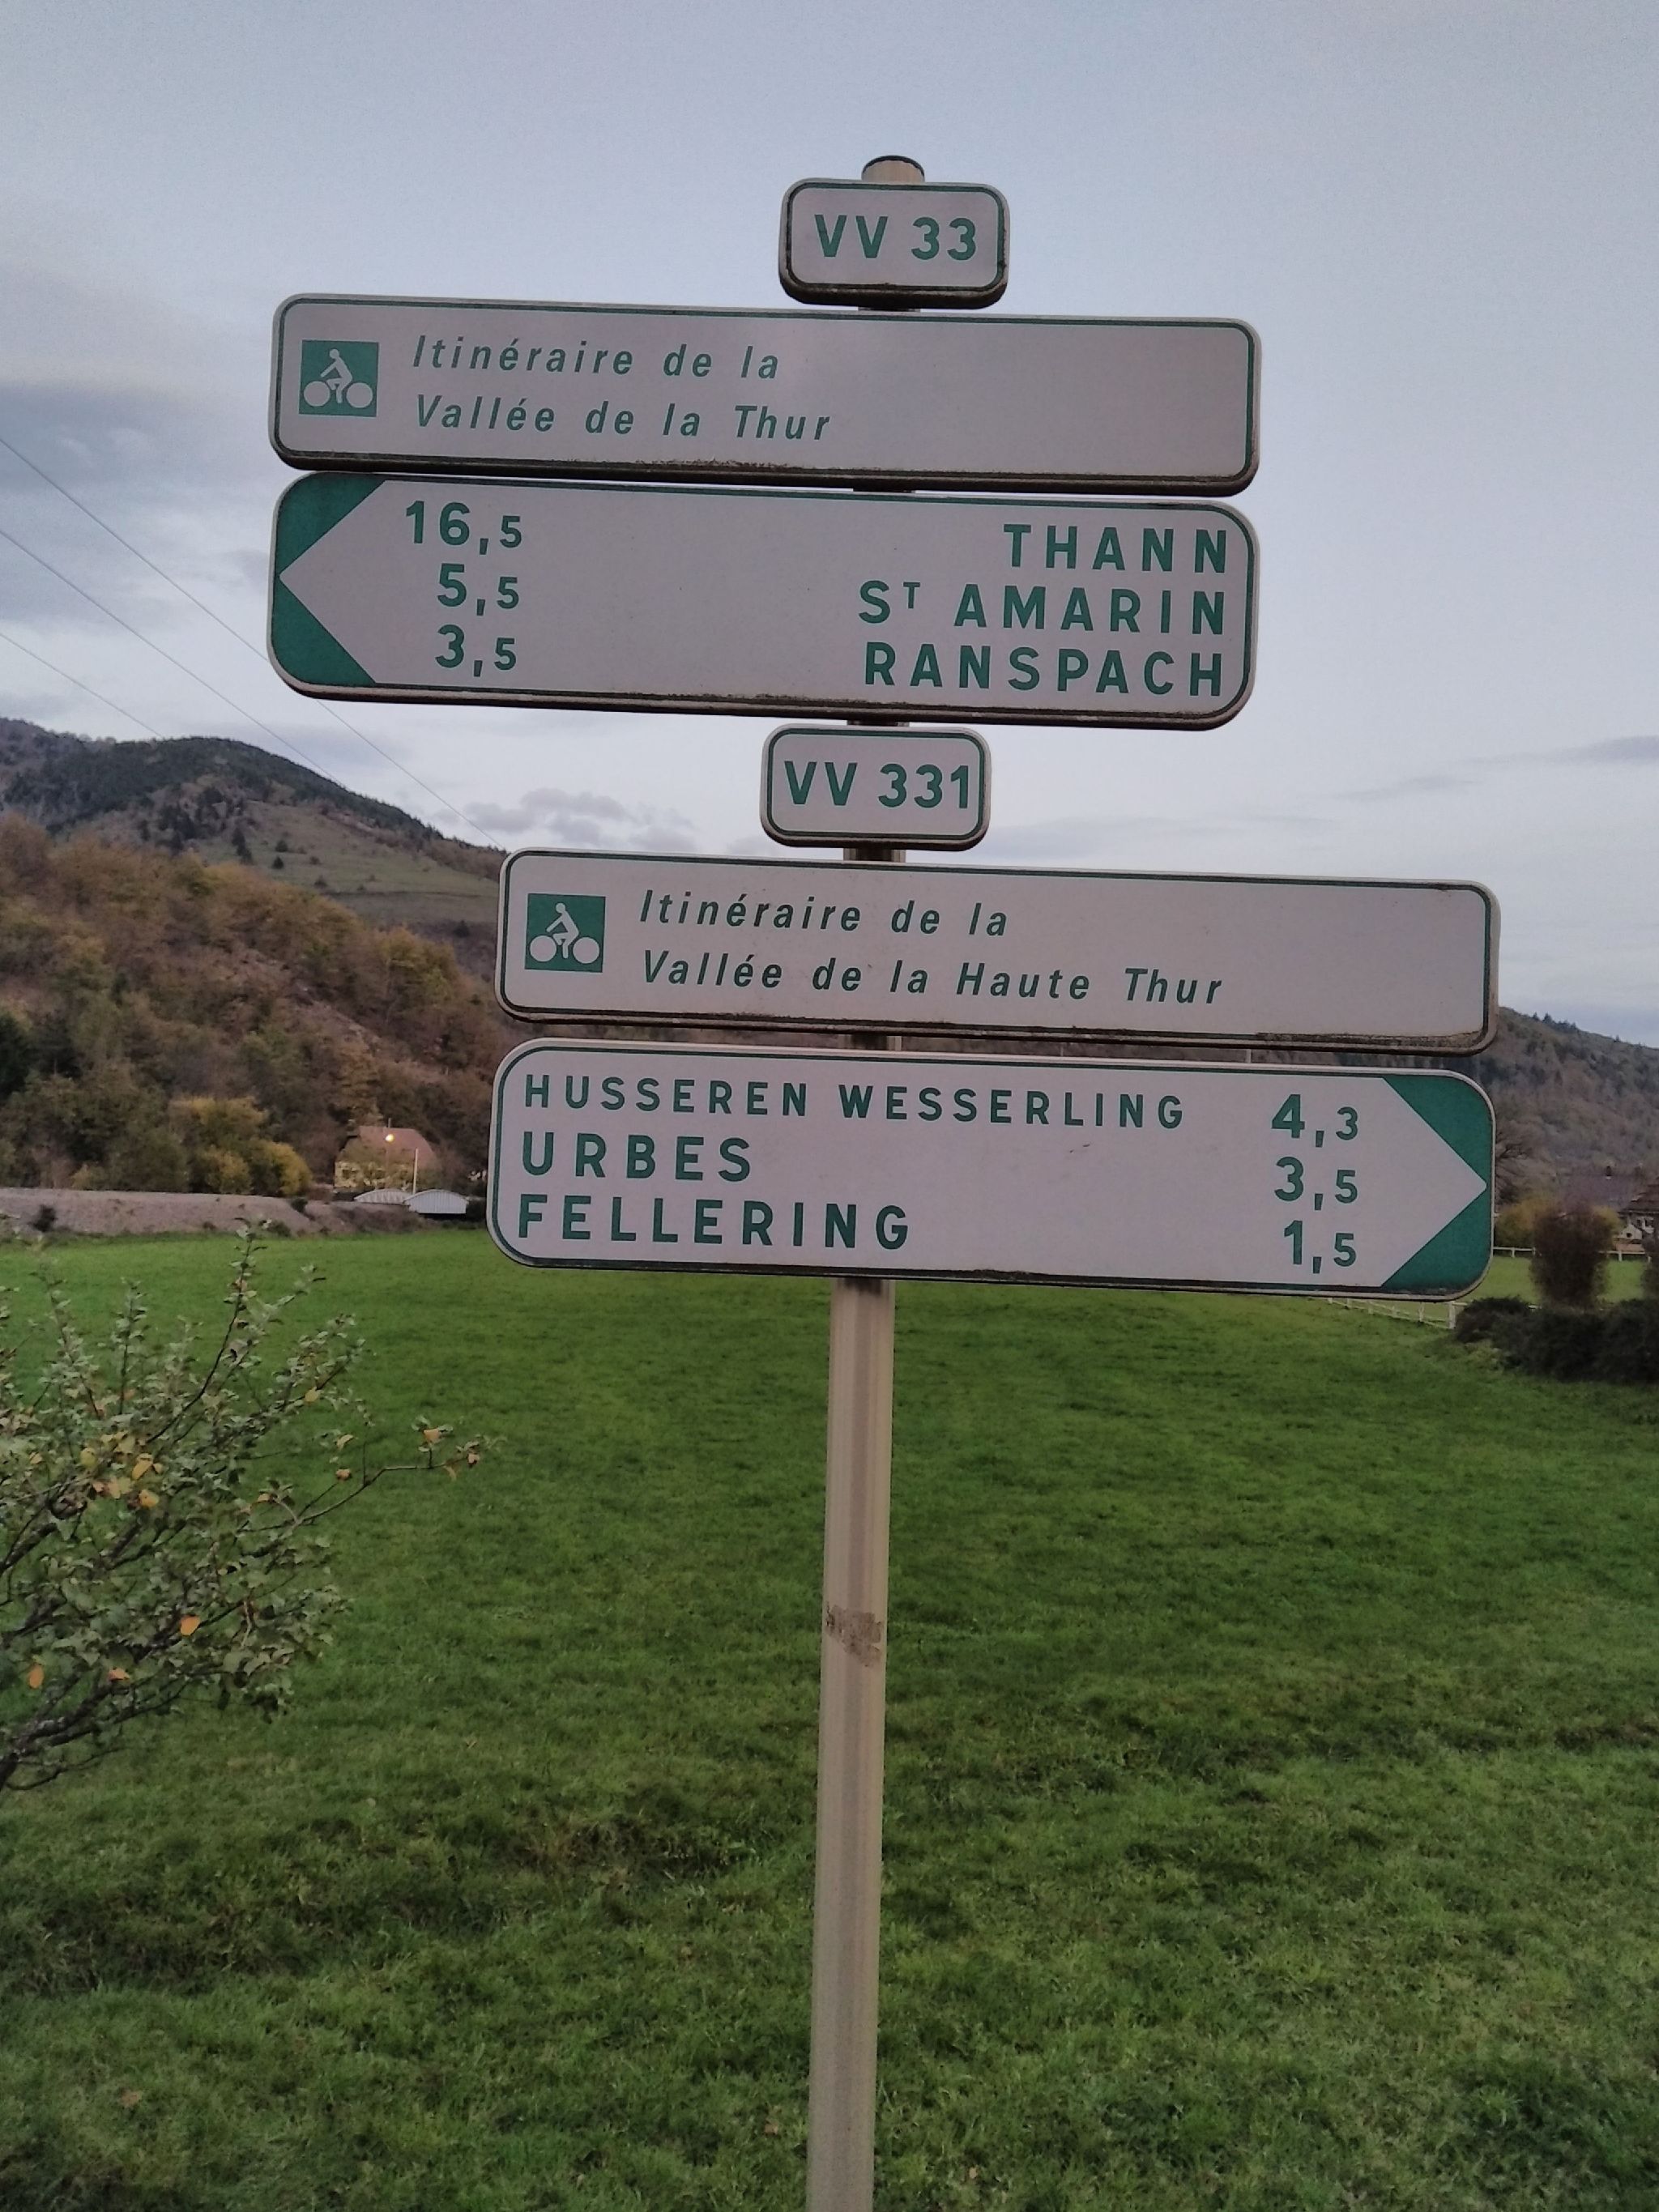 VV 33
Itinéraire de la
Vallée de la Thur
16,5 THANN
5,5 ST AMARIN
3,5 RANSPACH
VV 331
Itinéraire de la
Vallée de la Haute Thur
HUSSEREN WESSERLING 4,3
URBES 3,5
FELLERING 1,5